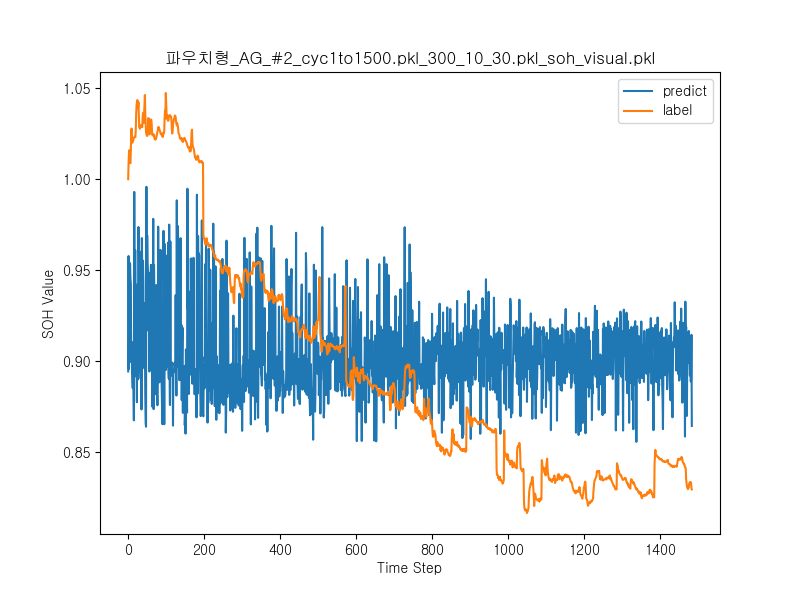 파우치형_AG_#2_cyc1to1500.pkl_300_10_30.pkl_soh_visual.pkl
predict
label
1.05
1.00
0.95
0.90
0.85
SOH Value
0 200 400 600 800 1000 1200 1400
Time Step